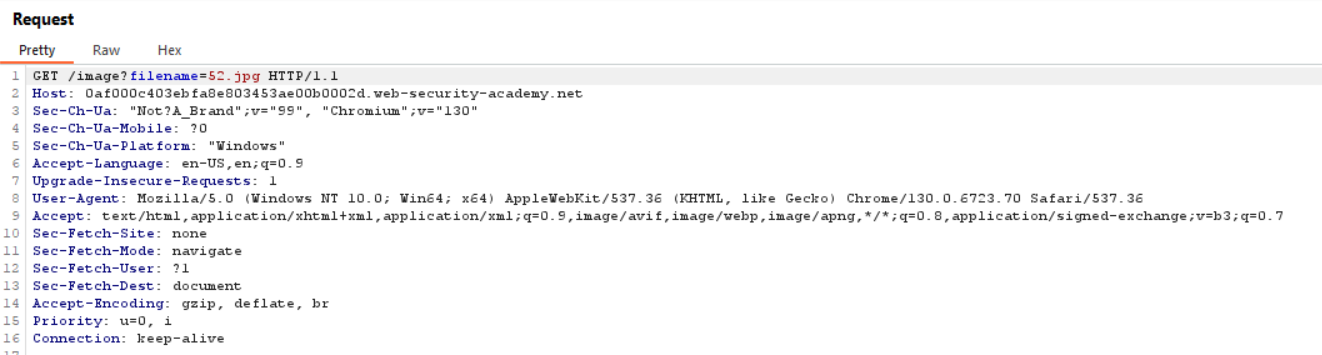 Request
Pretty Raw Hex
1 GET /image?filename=52.jpg HTTP/1.1
2 Host: 0af000c403ebfa8e803453ae00b0002d.web-security-academy.net
3 Sec-Ch-Ua: "Not?A_Brand";v="99", "Chromium";v="130"
4 Sec-Ch-Ua-Mobile: ?0
5 Sec-Ch-Ua-Platform: "Windows"
6 Accept-Language: en-US,en;q=0.9
7 Upgrade-Insecure-Requests: 1
8 User-Agent: Mozilla/5.0 (Windows NT 10.0; Win64; x64) AppleWebKit/537.36 (KHTML, like Gecko) Chrome/130.0.6723.70 Safari/537.36
9 Accept: text/html,application/xhtml+xml,application/xml;q=0.9,image/avif,image/webp,image/apng,*/*;q=0.8,application/signed-exchange;v=b3;q=0.7
10 Sec-Fetch-Site: none
11 Sec-Fetch-Mode: navigate
12 Sec-Fetch-User: ?1
13 Sec-Fetch-Dest: document
14 Accept-Encoding: gzip, deflate, br
15 Priority: u=0, i
16 Connection: keep-alive